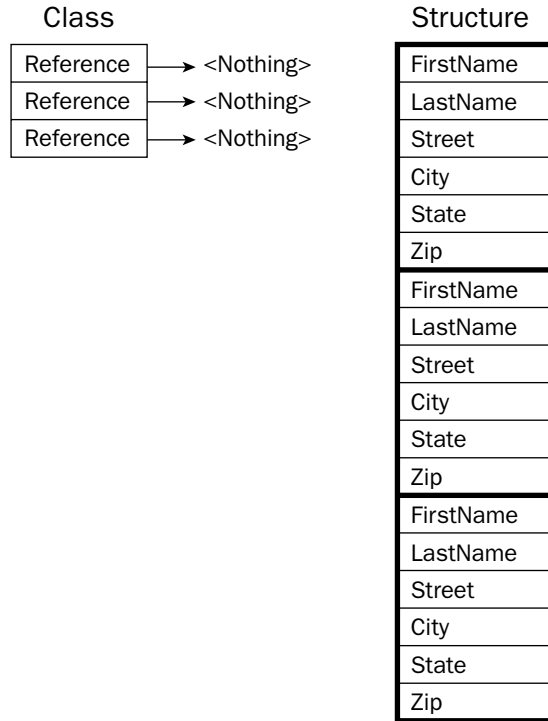 Class
Reference <Nothing>
Reference <Nothing>
Reference <Nothing>
Structure
FirstName
LastName
Street
City
State
Zip
FirstName
LastName
Street
City
State
Zip
FirstName
LastName
Street
City
State
Zip